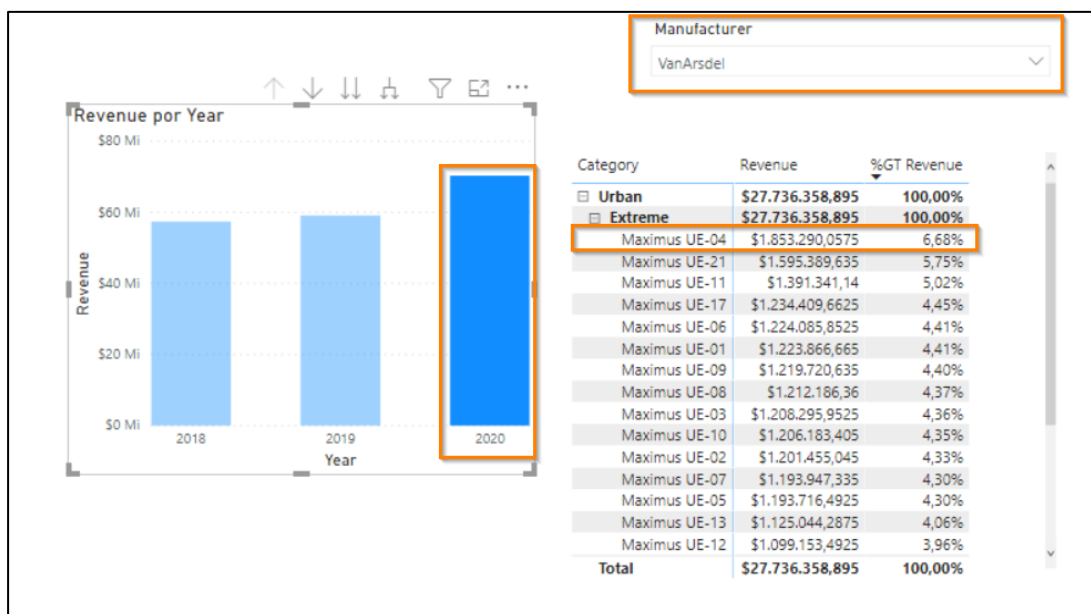 Manufacturer
VanArsdel
Revenue por Year
$80 Mi
$60 Mi
$40 Mi
$20 Mi
$0 Mi
Revenue
2018 2019 2020
Year
Category Revenue %GT Revenue
Urban $27.736.358,895 100,00%
Extreme $27.736.358,895 100,00%
Maximus UE-04 $1.853.290,0575 6,68%
Maximus UE-21 $1.595.389,635 5,75%
Maximus UE-11 $1.391.341,14 5,02%
Maximus UE-17 $1.234.409,6625 4,45%
Maximus UE-06 $1.224.085,8525 4,41%
Maximus UE-01 $1.223.866,665 4,41%
Maximus UE-09 $1.219.720,635 4,40%
Maximus UE-08 $1.212.186,36 4,37%
Maximus UE-03 $1.208.295,9525 4,36%
Maximus UE-10 $1.206.183,405 4,35%
Maximus UE-02 $1.201.455,045 4,33%
Maximus UE-07 $1.193.947,335 4,30%
Maximus UE-05 $1.193.716,4925 4,30%
Maximus UE-13 $1.125.044,2875 4,06%
Maximus UE-12 $1.099.153,4925 3,96%
Total $27.736.358,895 100,00%